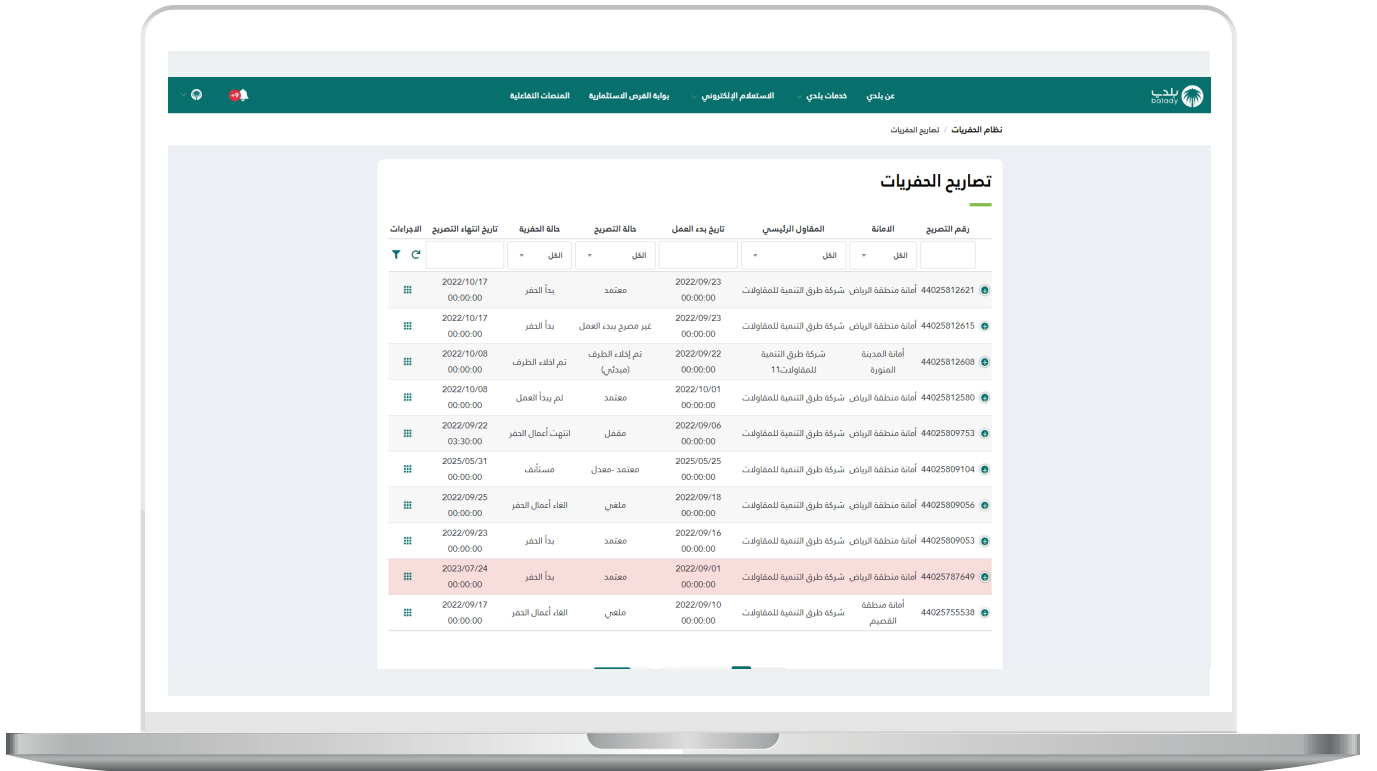 بلدي
balady
عن بلدي
خدمات بلدي
الاستعلام الإلكتروني
بوابة الفرص الاستثمارية
المنصات التفاعلية
+9
نظام الحفريات / تصاريح الحفريات
تصاريح الحفريات
رقم التصريح الامانة المقاول الرئيسي تاريخ بدء العمل حالة التصريح حالة الحفرية تاريخ انتهاء التصريح الاجراءات
الكل الكل الكل الكل
44025812621 أمانة منطقة الرياض شركة طرق التنمية للمقاولات 2022/09/23 00:00:00 معتمد بدأ الحفر 2022/10/17 00:00:00
44025812615 أمانة منطقة الرياض شركة طرق التنمية للمقاولات 2022/09/23 00:00:00 غير مصرح ببدء العمل بدأ الحفر 2022/10/17 00:00:00
44025812608 أمانة المدينة المنورة شركة طرق التنمية للمقاولات11 2022/09/22 00:00:00 تم إخلاء الطرف (مبدئي) تم اخلاء الطرف 2022/10/08 00:00:00
44025812580 أمانة منطقة الرياض شركة طرق التنمية للمقاولات 2022/10/01 00:00:00 معتمد لم يبدأ العمل 2022/10/08 00:00:00
44025809753 أمانة منطقة الرياض شركة طرق التنمية للمقاولات 2022/09/06 00:00:00 مقفل انتهت أعمال الحفر 2022/09/22 03:30:00
44025809104 أمانة منطقة الرياض شركة طرق التنمية للمقاولات 2025/05/25 00:00:00 معتمد -معدل مستأنف 2025/05/31 00:00:00
44025809056 أمانة منطقة الرياض شركة طرق التنمية للمقاولات 2022/09/18 00:00:00 ملغي الغاء أعمال الحفر 2022/09/25 00:00:00
44025809053 أمانة منطقة الرياض شركة طرق التنمية للمقاولات 2022/09/16 00:00:00 معتمد بدأ الحفر 2022/09/23 00:00:00
44025787649 أمانة منطقة الرياض شركة طرق التنمية للمقاولات 2022/09/01 00:00:00 معتمد بدأ الحفر 2023/07/24 00:00:00
44025755538 أمانة منطقة القصيم شركة طرق التنمية للمقاولات 2022/09/10 00:00:00 ملغي الغاء أعمال الحفر 2022/09/17 00:00:00